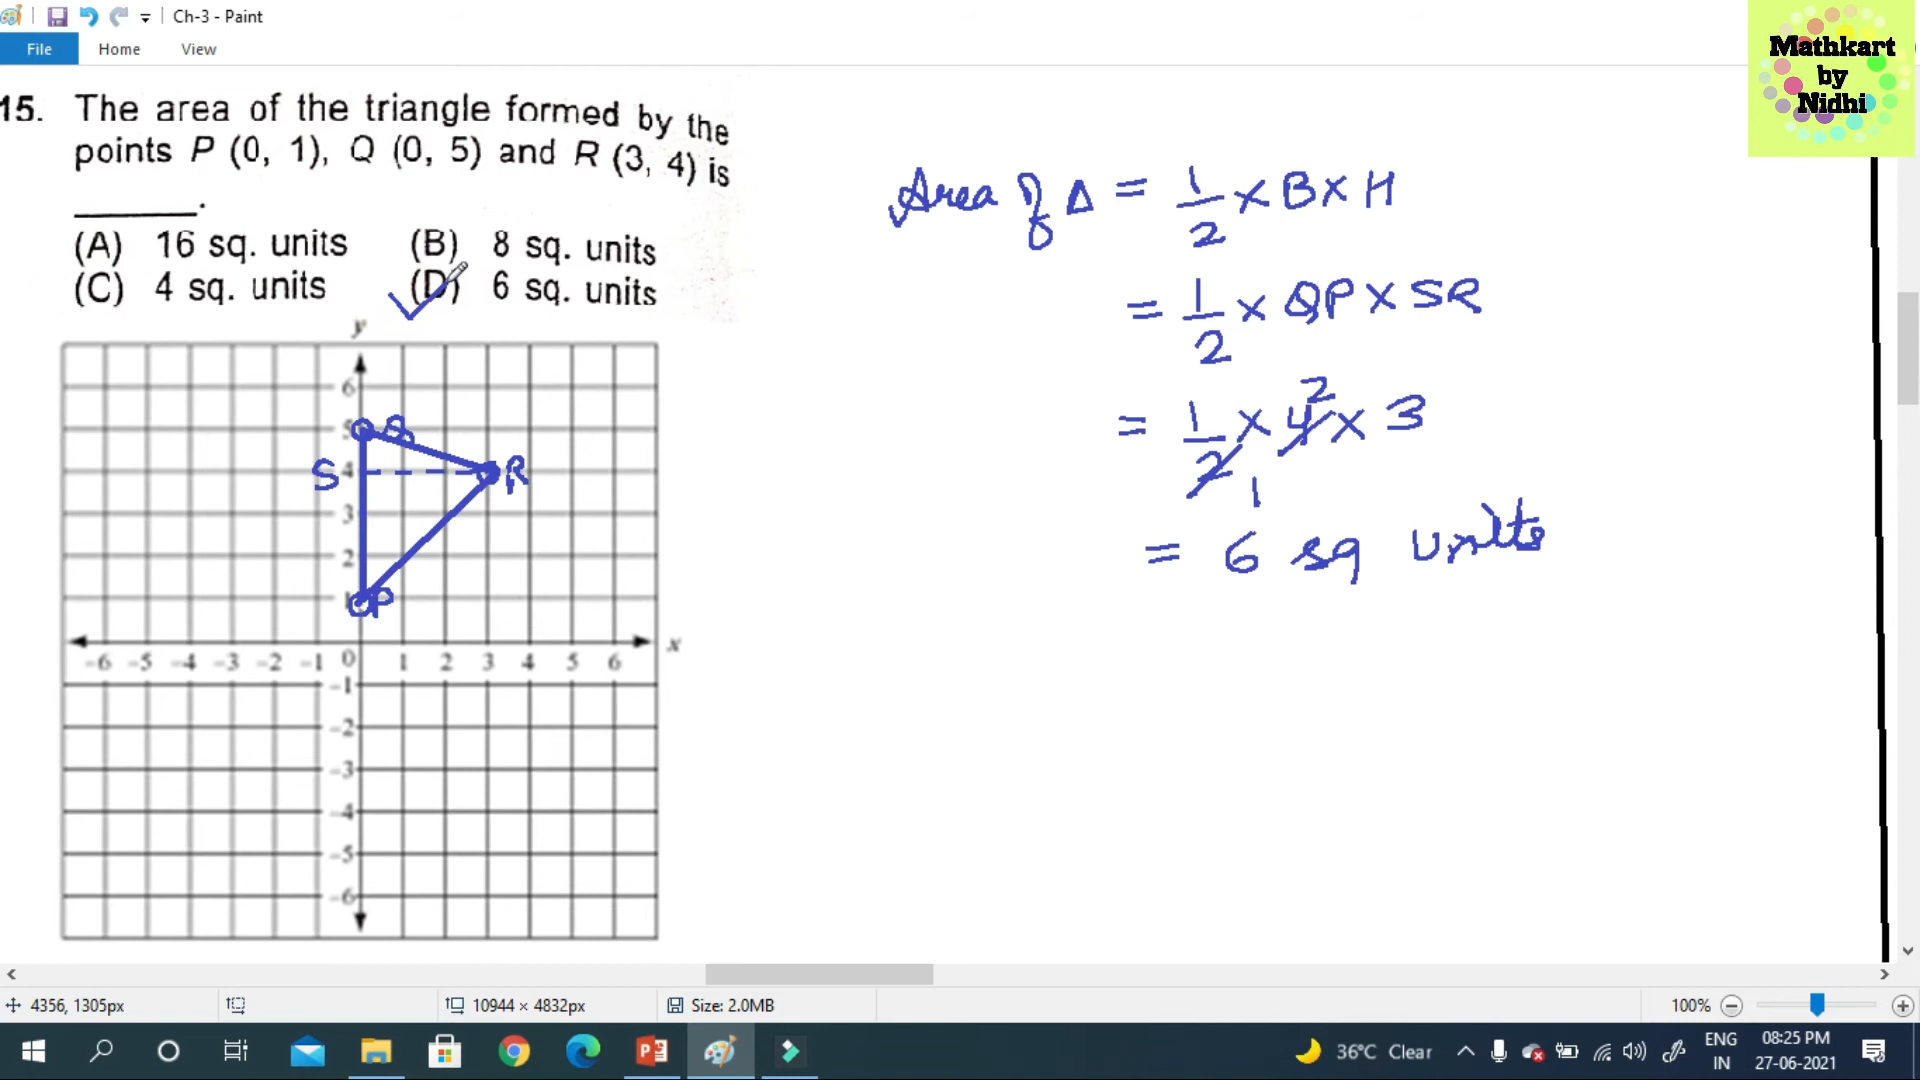 Ch-3 - Paint
File Home View
Mathkart
by
Nidhi
15. The area of the triangle formed by the
points P (0, 1), Q (0, 5) and R (3, 4) is
______.
(A) 16 sq. units (B) 8 sq. units
(C) 4 sq. units (D) 6 sq. units
Area of Δ = 1/2 × B × H
= 1/2 × QP × SR
= 1/2 × 4 × 3
2
1
= 6 sq units
y
6
5 Q
S 4 R
3
2
1 P
-6 -5 -4 -3 -2 -1 0 1 2 3 4 5 6 x
-1
-2
-3
-4
-5
-6
4356, 1305px 10944 × 4832px Size: 2.0MB 100%
36°C Clear ENG 08:25 PM
IN 27-06-2021